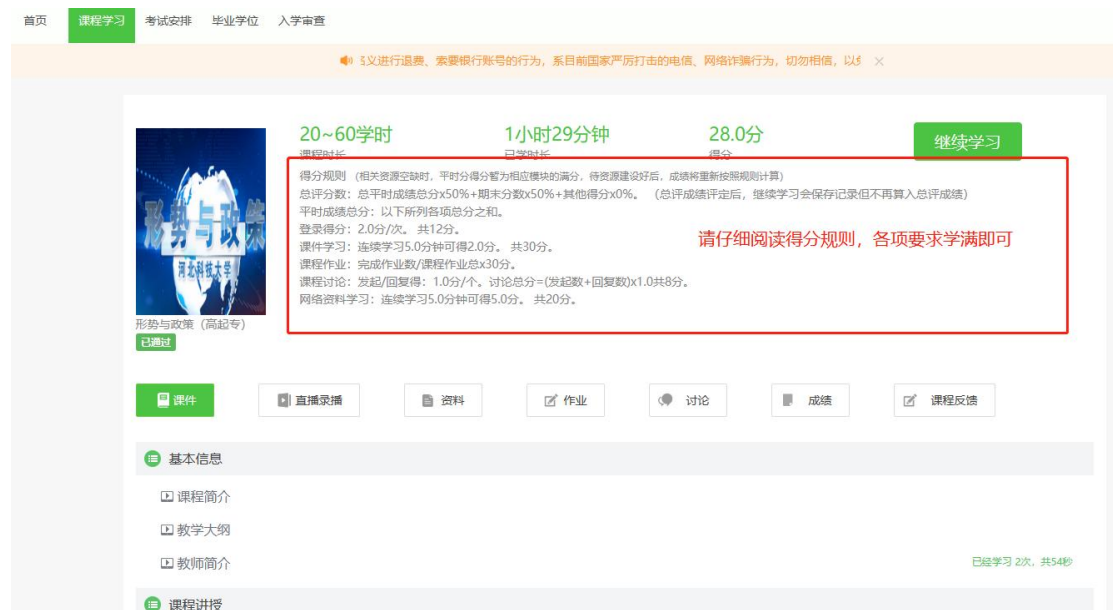 首页 课程学习 考试安排 毕业学位 入学审查
义进行退费、索要银行账号的行为，系目前国家严厉打击的电信、网络诈骗行为，切勿相信，以
20~60学时 1小时29分钟 28.0分 继续学习
课程时长 已学时长 得分
得分规则 （相关资源空缺时，平时分得分暂为相应模块的满分，待资源建设好后，成绩将重新按照规则计算）
总评分数：总平时成绩总分x50%+期末分数x50%+其他得分x0%。 （总评成绩评定后，继续学习会保存记录但不再算入总评成绩）
平时成绩总分：以下所列各项总分之和。
登录得分：2.0分/次。 共12分。
请仔细阅读得分规则，各项要求学满即可
课件学习：连续学习5.0分钟可得2.0分。 共30分。
课程作业：完成作业数/课程作业总x30分。
课程讨论：发起/回复得：1.0分/个。讨论总分=(发起数+回复数)x1.0共8分。
网络资料学习：连续学习5.0分钟可得5.0分。 共20分。
形势与政策
河北科技大学
形势与政策（高起专）
已通过
课件 直播录播 资料 作业 讨论 成绩 课程反馈
基本信息
课程简介
教学大纲
教师简介 已经学习 2次，共54秒
课程讲授